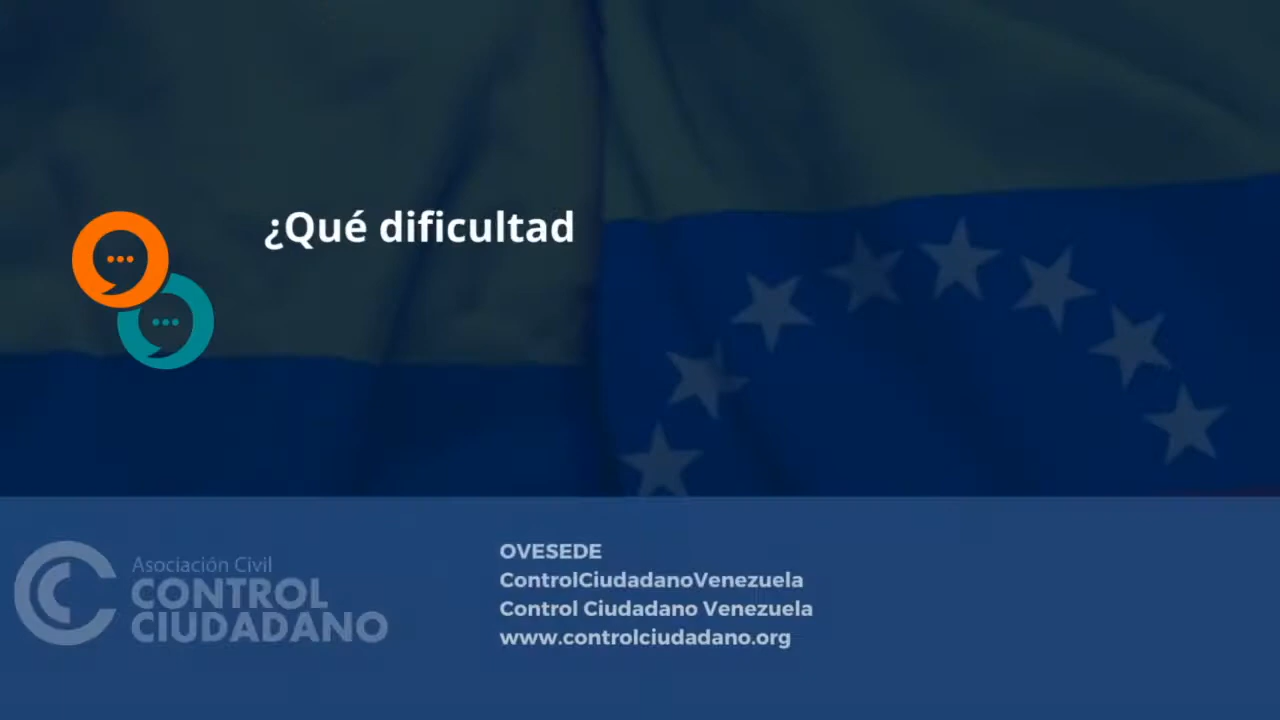 ¿Qué dificultad
Asociación Civil
CONTROL
CIUDADANO
OVESEDE
ControlCiudadanoVenezuela
Control Ciudadano Venezuela
www.controlciudadano.org